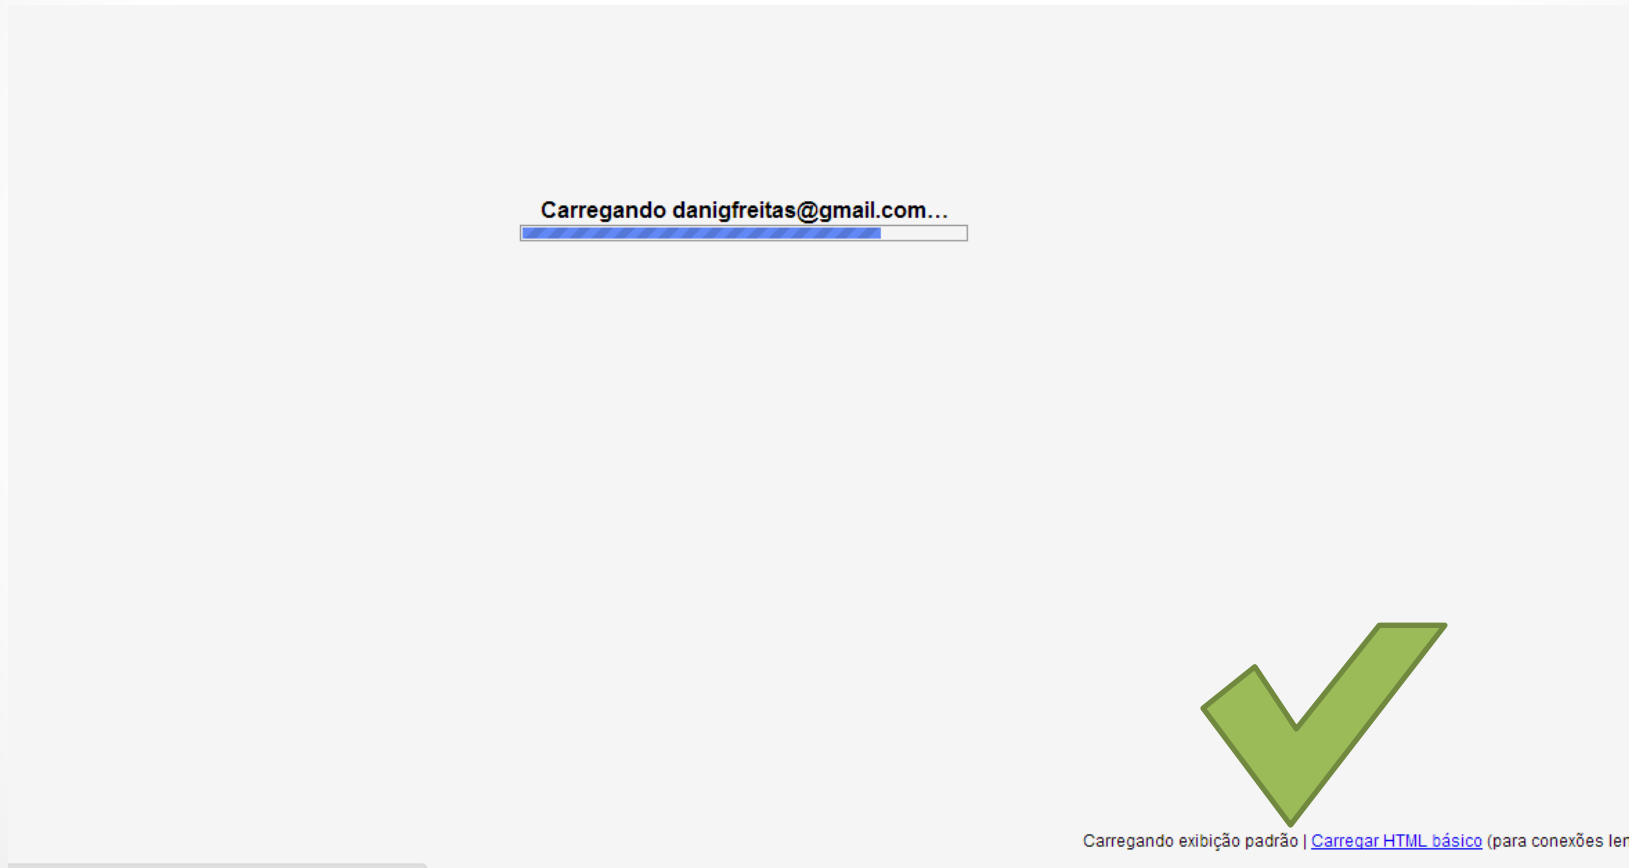 Carregando danigfreitas@gmail.com...
Carregando exibição padrão | Carregar HTML básico (para conexões